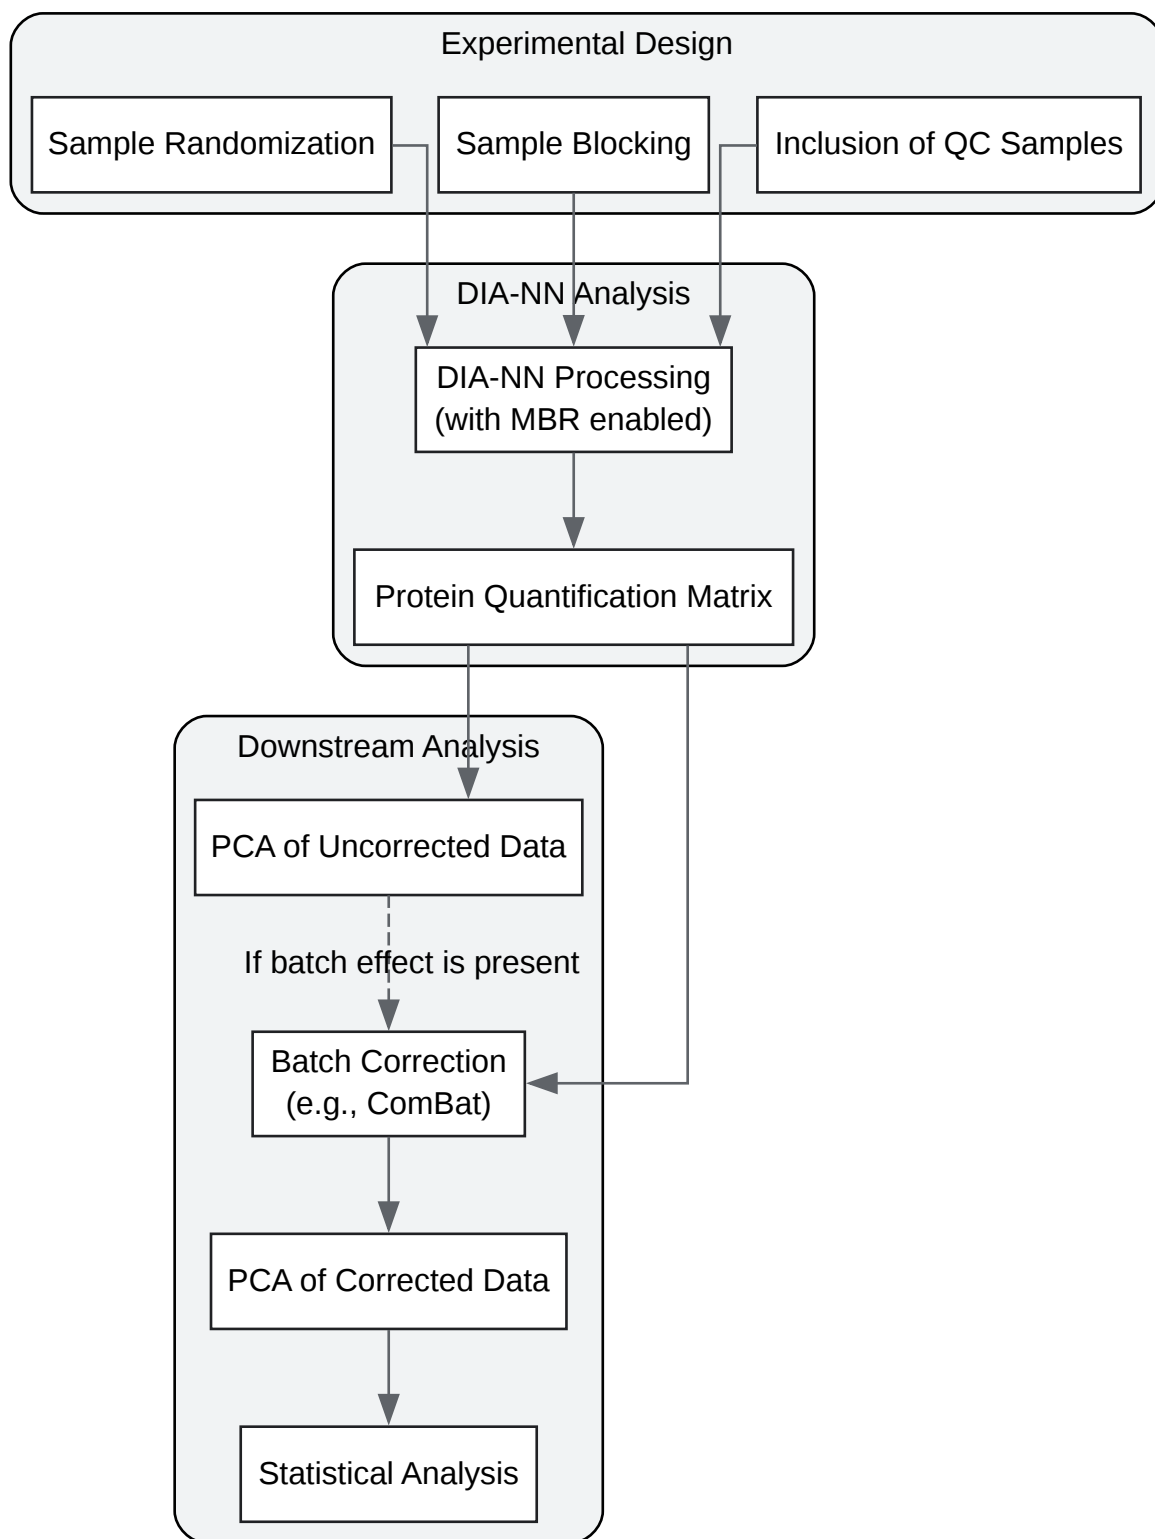 Experimental Design
Sample Randomization
Sample Blocking
Inclusion of QC Samples
DIA-NN Analysis
DIA-NN Processing
(with MBR enabled)
Protein Quantification Matrix
Downstream Analysis
PCA of Uncorrected Data
If batch effect is present
Batch Correction
(e.g., ComBat)
PCA of Corrected Data
Statistical Analysis